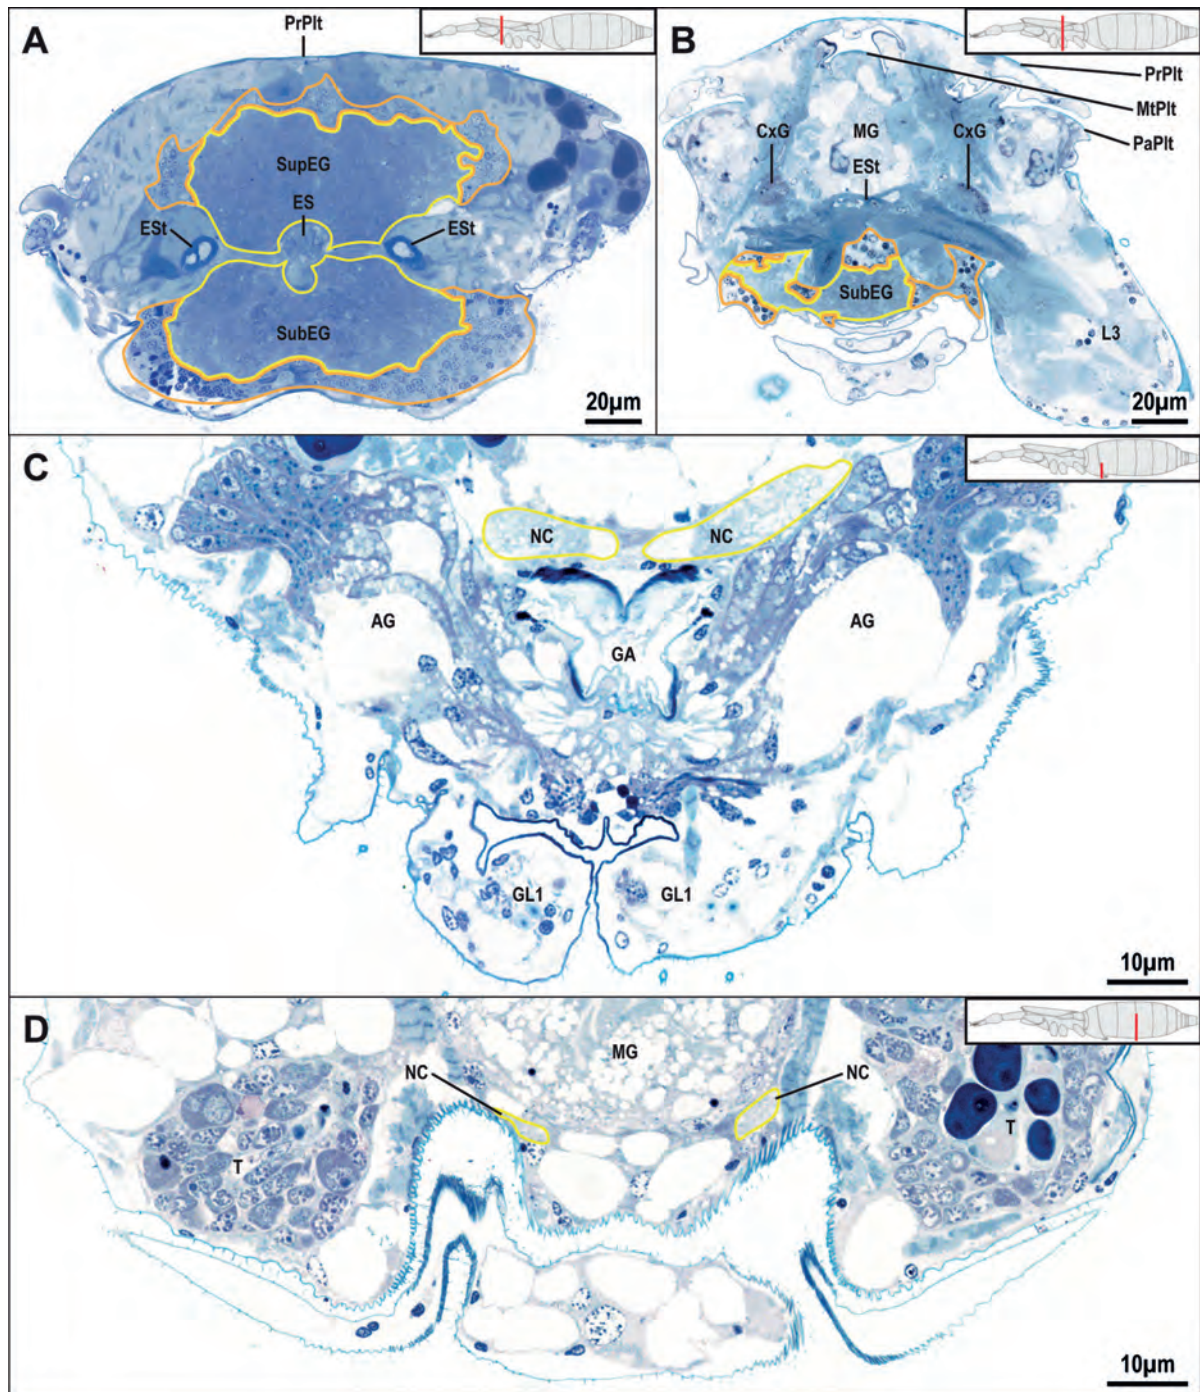 A
PrPlt
SupEG
ES
ESt
ESt
SubEG
20µm
B
PrPlt
MtPlt
CxG
MG
CxG
PaPlt
ESt
SubEG
L3
20µm
C
NC
NC
AG
AG
GA
GL1
GL1
10µm
D
MG
NC
NC
T
T
10µm